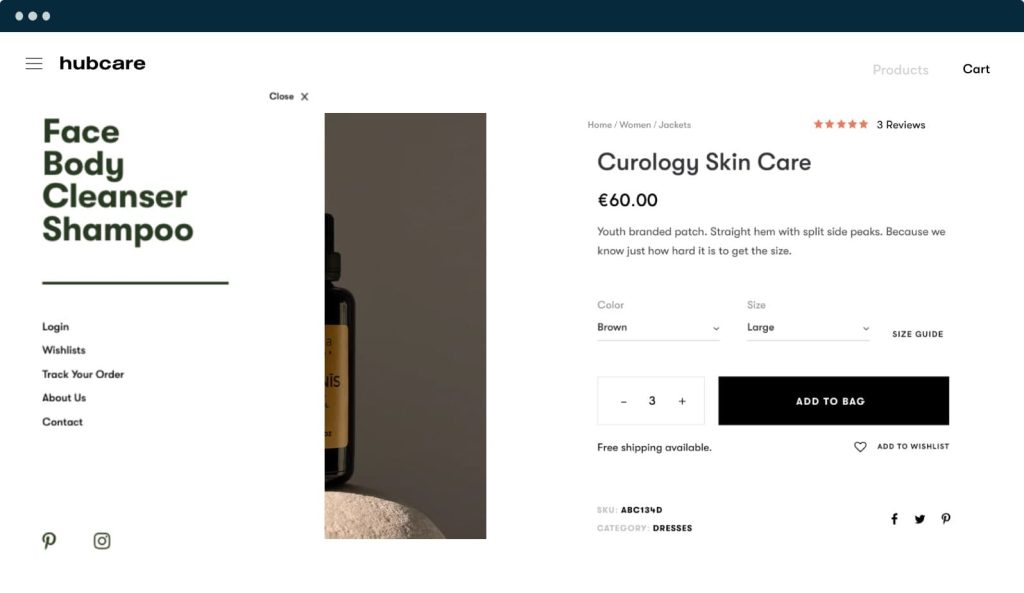 hubcare
Products
Cart
Close X
Face
Body
Cleanser
Shampoo
Login
Wishlists
Track Your Order
About Us
Contact
Home / Women / Jackets
3 Reviews
Curology Skin Care
€60.00
Youth branded patch. Straight hem with split side peaks. Because we
know just how hard it is to get the size.
Color
Size
Brown
Large
SIZE GUIDE
- 3 +
ADD TO BAG
Free shipping available.
ADD TO WISHLIST
SKU: ABC134D
CATEGORY: DRESSES